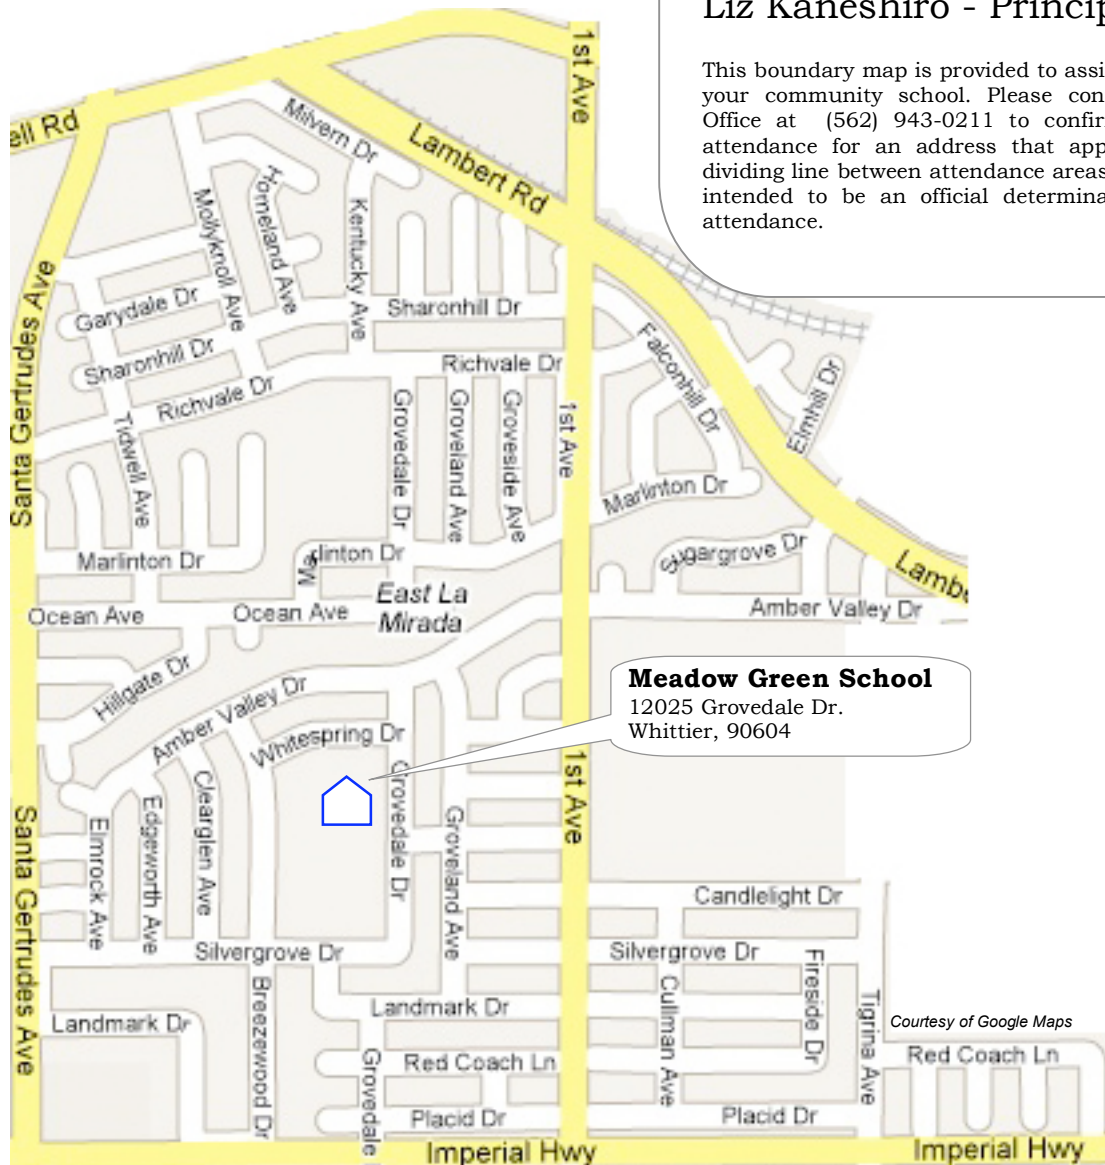 Liz Kaneshiro - Princip
This boundary map is provided to assi
your community school. Please con
Office at (562) 943-0211 to confir
attendance for an address that app
dividing line between attendance areas
intended to be an official determina
attendance.
ell Rd
1st Ave
Milvern Dr
Lambert Rd
Homeland Ave
Mollyknoll Ave
Kentucky Ave
Santa Gertrudes Ave
Garydale Dr
Sharonhill Dr
Sharonhill Dr
Falconhill Dr
Richvale Dr
Elmhill Dr
Richvale Dr
Grovedale Dr
Groveland Ave
Groveside Ave
1st Ave
Tidwell Ave
Marlinton Dr
Marlinton Dr
Me
rlinton Dr
Sugargrove Dr
Lambe
East La
Mirada
Ocean Ave
Ocean Ave
Amber Valley Dr
Hillgate Dr
Amber Valley Dr
Meadow Green School
12025 Grovedale Dr.
Whittier, 90604
Whitespring Dr
1st Ave
Grovedale Dr
Clearglen Ave
Edgeworth Ave
Elmrock Ave
Groveland Ave
Santa Gertrudes Ave
Candlelight Dr
Silvergrove Dr
Silvergrove Dr
Fireside Dr
Breezewood Dr
Cullman Ave
Tigrina Ave
Landmark Dr
Landmark Dr
Courtesy of Google Maps
Red Coach Ln
Red Coach Ln
Grovedale
Placid Dr
Placid Dr
Imperial Hwy
Imperial Hwy